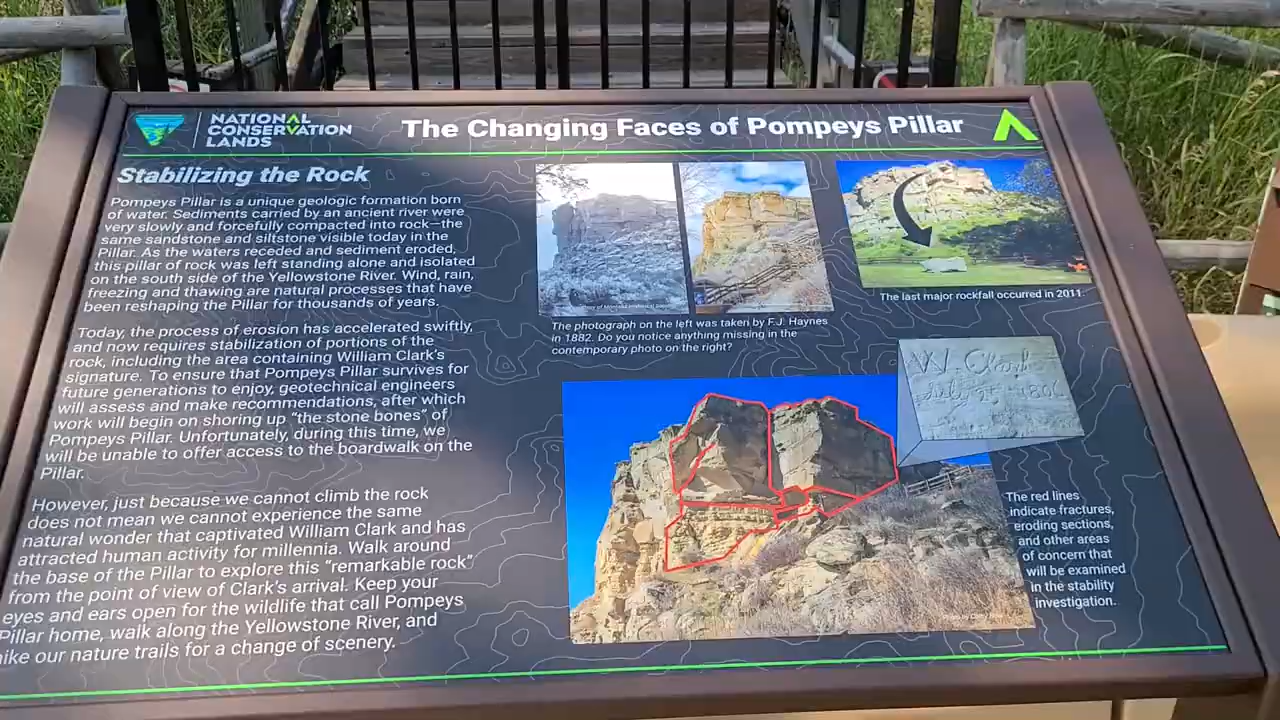 NATIONAL
CONSERVATION
LANDS
The Changing Faces of Pompeys Pillar
Stabilizing the Rock
Pompeys Pillar is a unique geologic formation born
of water. Sediments carried by an ancient river were
very slowly and forcefully compacted into rock—the
same sandstone and siltstone visible today in the
Pillar. As the waters receded and sediment eroded,
this pillar of rock was left standing alone and isolated
on the south side of the Yellowstone River. Wind, rain,
freezing and thawing are natural processes that have
been reshaping the Pillar for thousands of years.
Today, the process of erosion has accelerated swiftly,
and now requires stabilization of portions of the
rock, including the area containing William Clark's
signature. To ensure that Pompeys Pillar survives for
future generations to enjoy, geotechnical engineers
will assess and make recommendations, after which
work will begin on shoring up "the stone bones" of
Pompeys Pillar. Unfortunately, during this time, we
will be unable to offer access to the boardwalk on the
Pillar.
However, just because we cannot climb the rock
does not mean we cannot experience the same
natural wonder that captivated William Clark and has
attracted human activity for millennia. Walk around
the base of the Pillar to explore this "remarkable rock"
from the point of view of Clark's arrival. Keep your
eyes and ears open for the wildlife that call Pompeys
Pillar home, walk along the Yellowstone River, and
hike our nature trails for a change of scenery.
The photograph on the left was taken by F.J. Haynes
in 1882. Do you notice anything missing in the
contemporary photo on the right?
The last major rockfall occurred in 2011.
W. Clark
July 25 1806
The red lines
indicate fractures,
eroding sections,
and other areas
of concern that
will be examined
in the stability
investigation.